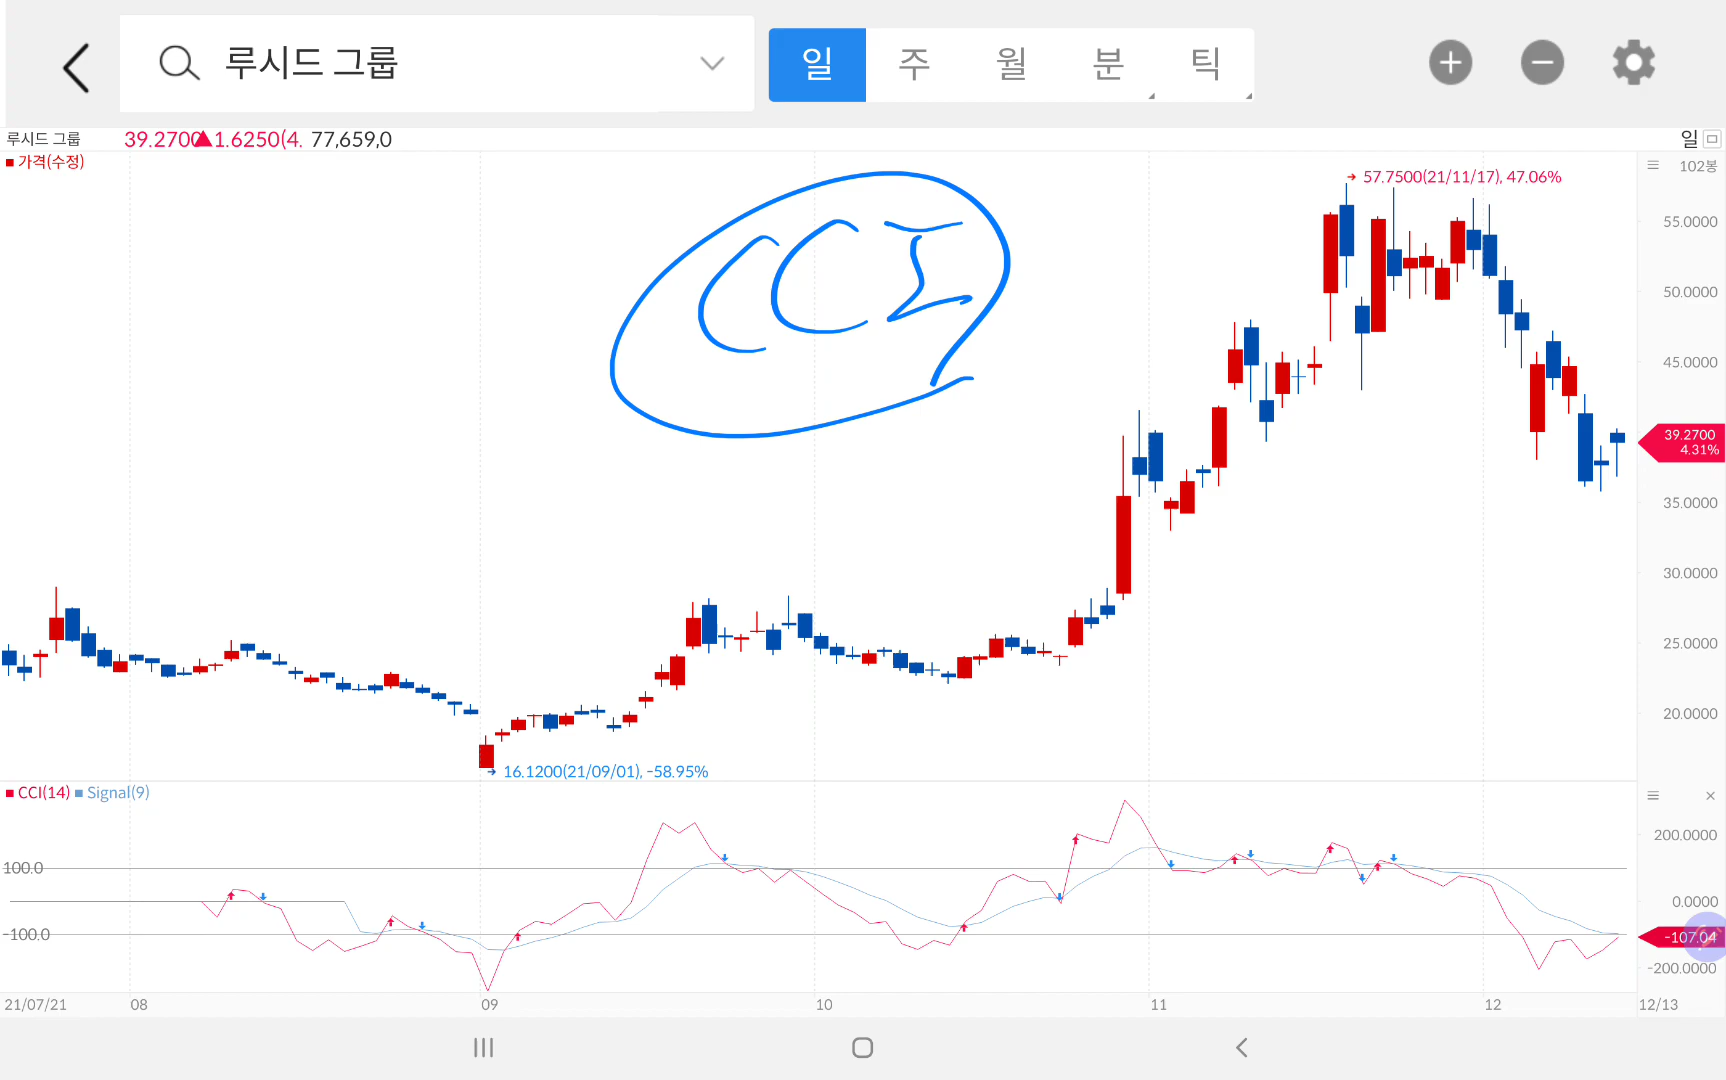 루시드 그룹
일 주 월 분 틱
루시드 그룹 39.2700▲1.6250(4. 77,659,0 일
가격(수정) 102봉
57.7500(21/11/17), 47.06%
CCI
55.0000
50.0000
45.0000
39.2700
4.31%
35.0000
30.0000
25.0000
20.0000
16.1200(21/09/01), -58.95%
CCI(14) Signal(9)
200.0000
100.0
0.0000
-100.0
-107.04
-200.0000
21/07/21 08 09 10 11 12 12/13